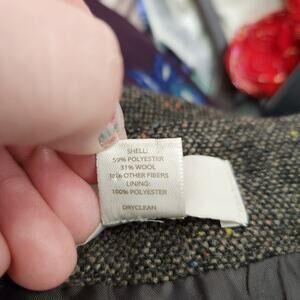 SHELL:
59% POLYESTER
31% WOOL
10% OTHER FIBERS
LINING:
100% POLYESTER
DRYCLEAN